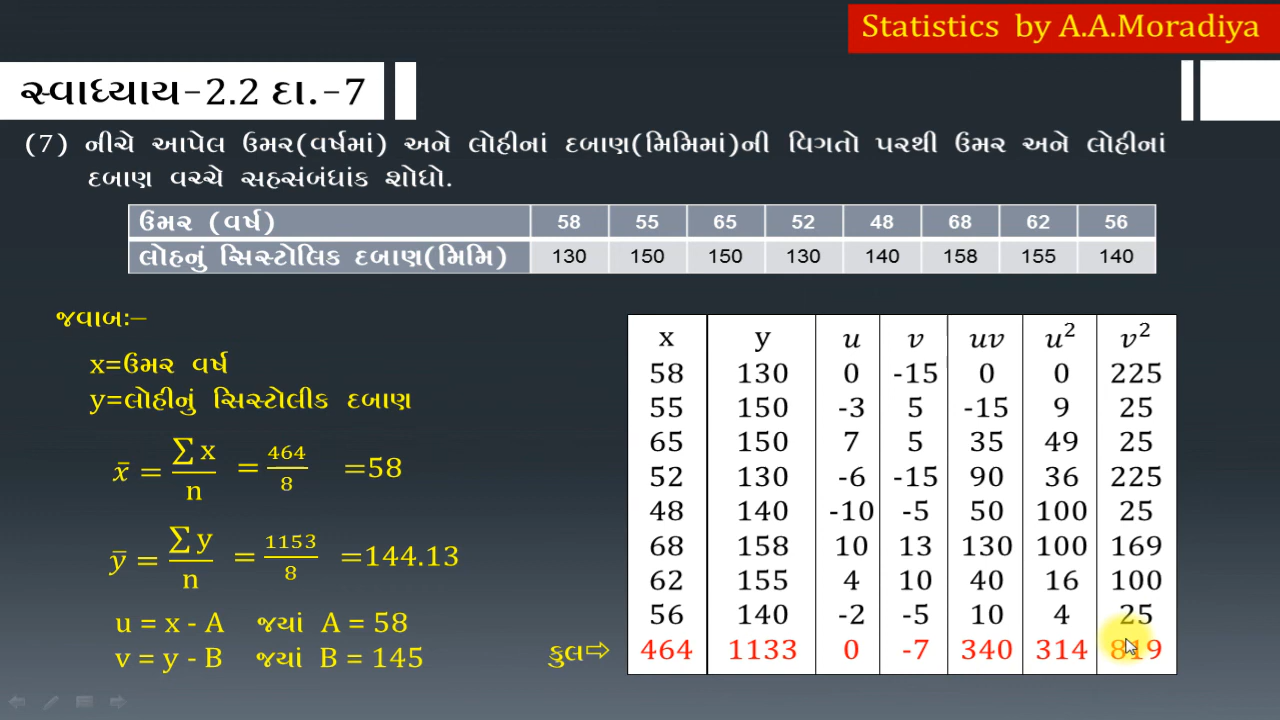 Statistics by A.A.Moradiya
સ્વાધ્યાય-2.2 દા.-7
(7) નીચે આપેલ ઉમર(વર્ષમાં) અને લોહીનાં દબાણ(મિમિમાં)ની વિગતો પરથી ઉમર અને લોહીનાં
દબાણ વચ્ચે સહસંબંધાંક શોધો.
ઉમર (વર્ષ) 58 55 65 52 48 68 62 56
લોહનું સિસ્ટોલિક દબાણ(મિમિ) 130 150 150 130 140 158 155 140
જવાબ:–
x=ઉમર વર્ષ
y=લોહીનું સિસ્ટોલીક દબાણ
x̄ = ∑ x / n = 464 / 8 =58
ȳ = ∑ y / n = 1153 / 8 =144.13
u = x - A જ્યાં A = 58
v = y - B જ્યાં B = 145
x y u v uv u² v²
58 130 0 -15 0 0 225
55 150 -3 5 -15 9 25
65 150 7 5 35 49 25
52 130 -6 -15 90 36 225
48 140 -10 -5 50 100 25
68 158 10 13 130 100 169
62 155 4 10 40 16 100
56 140 -2 -5 10 4 25
કુલ⇨ 464 1133 0 -7 340 314 819